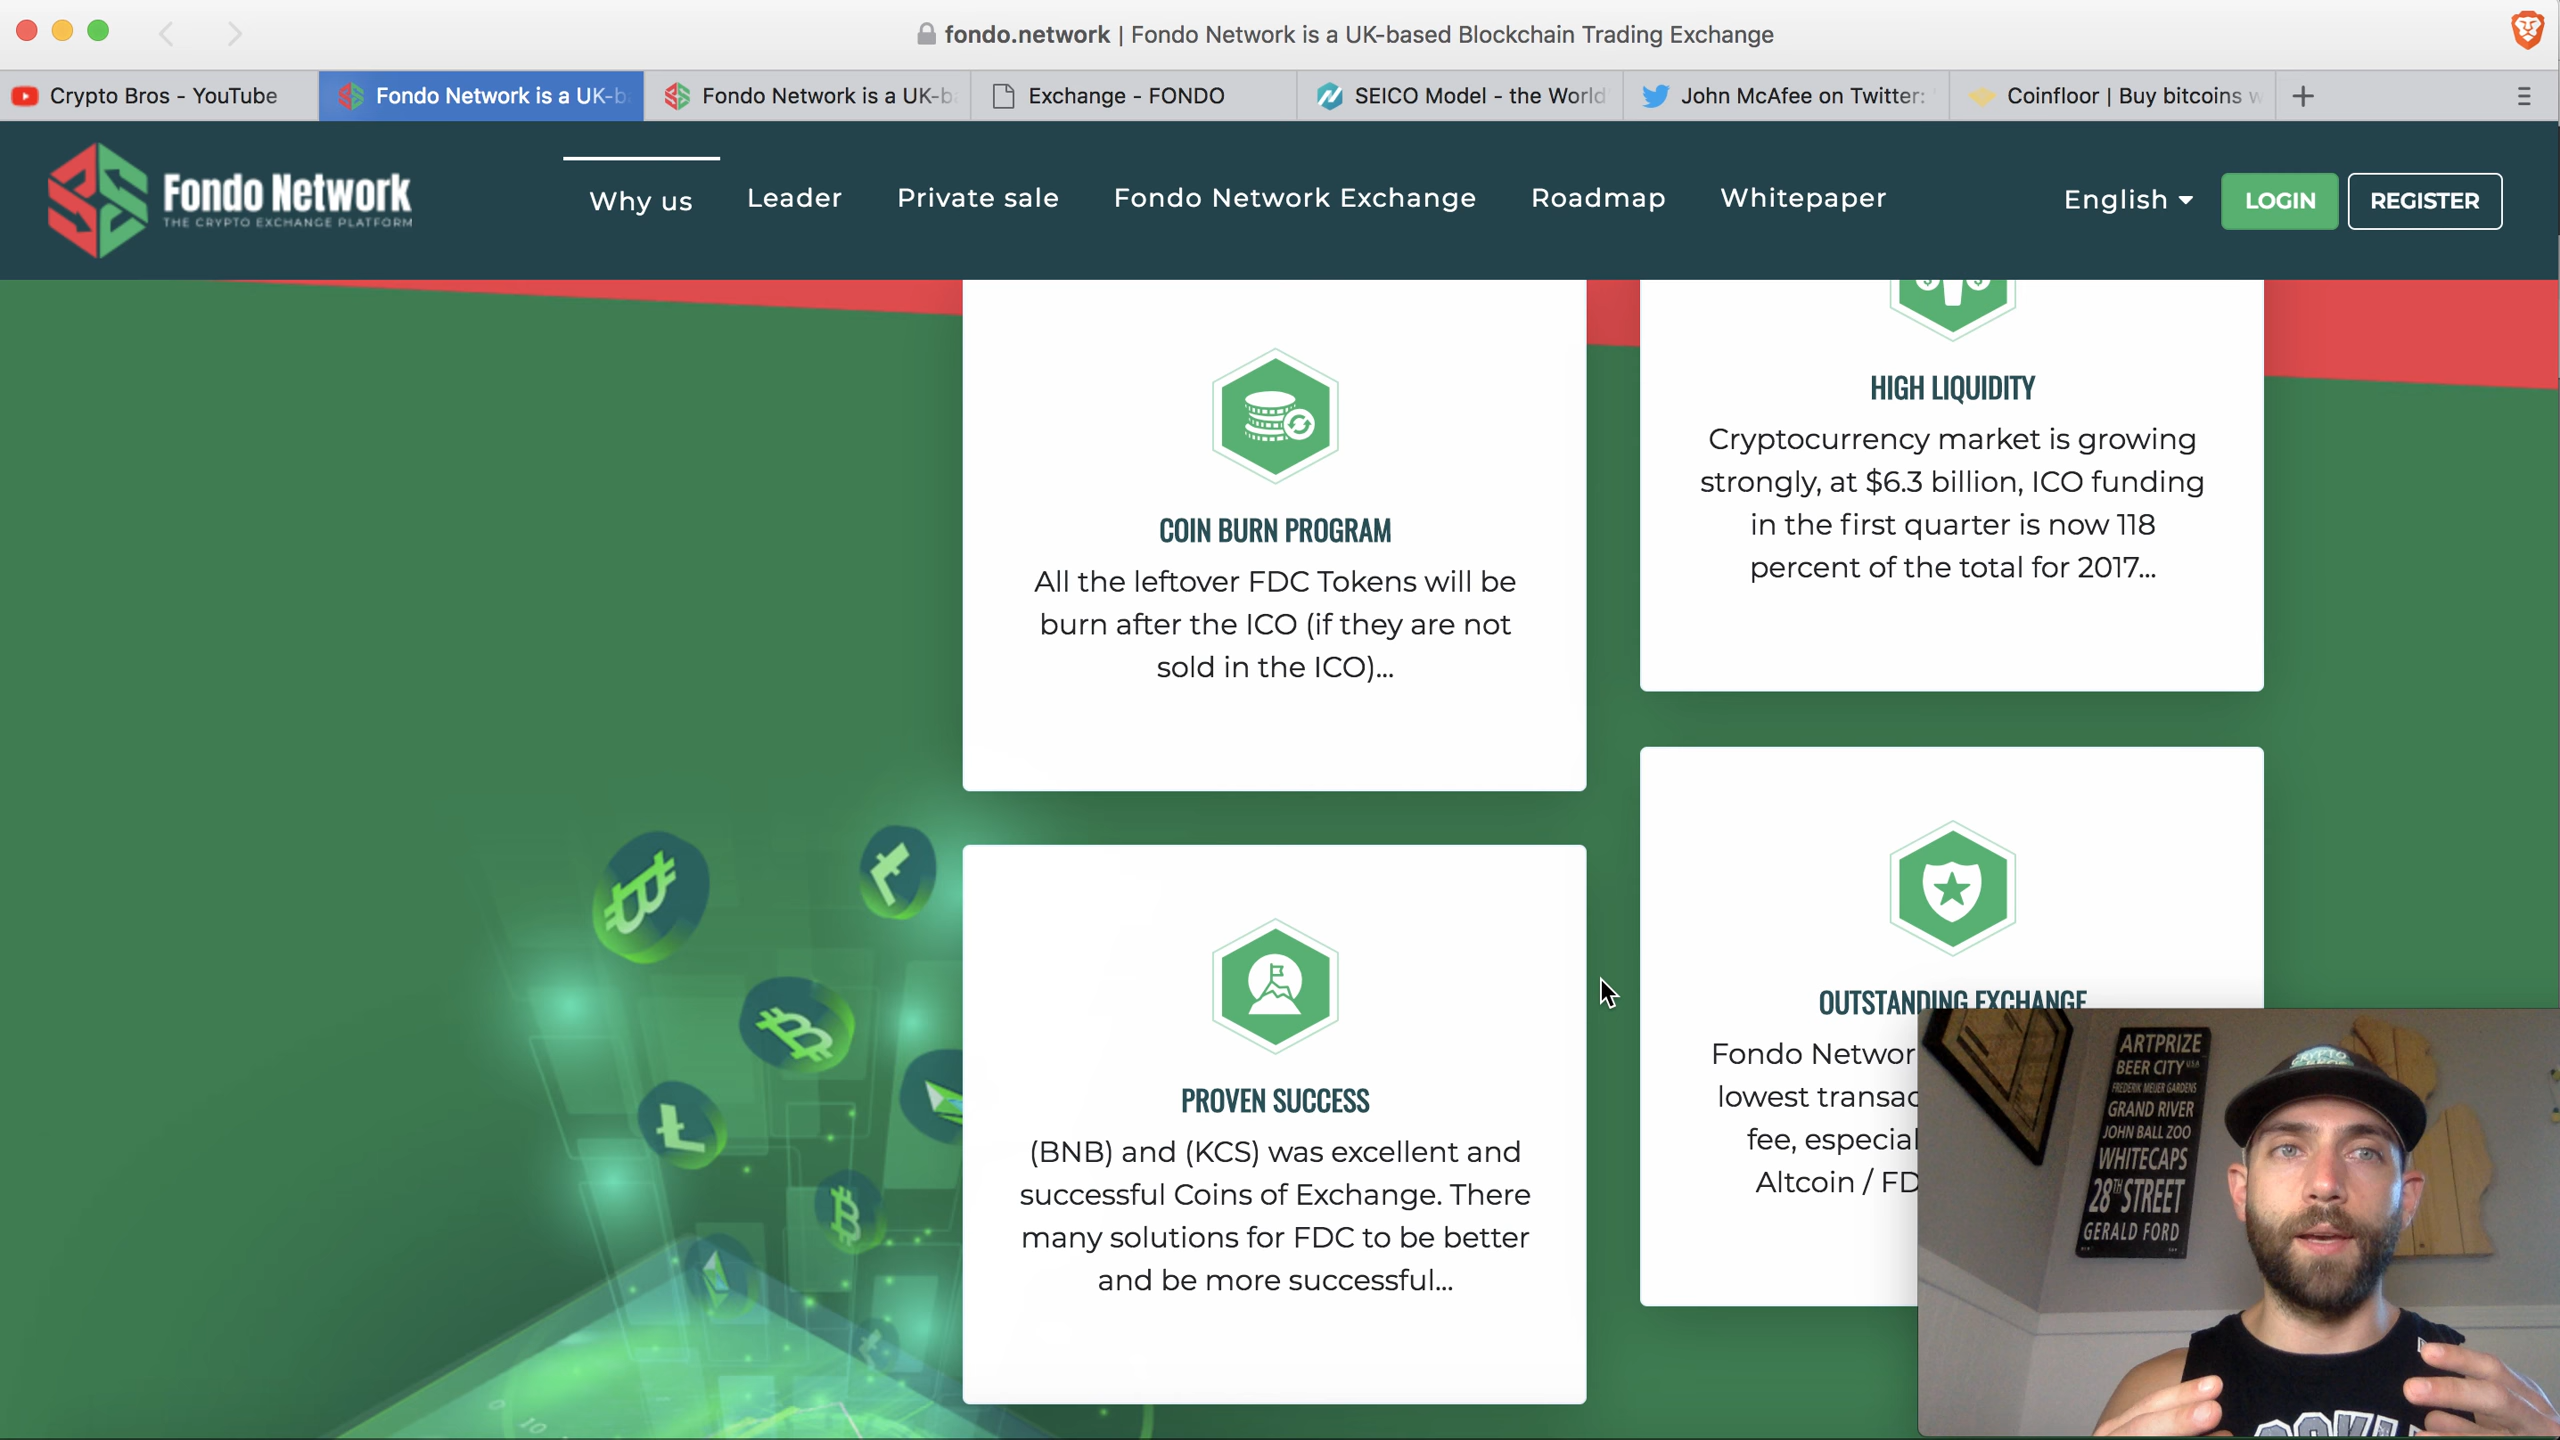 fondo.network | Fondo Network is a UK-based Blockchain Trading Exchange
Crypto Bros - YouTube
Fondo Network is a UK-b
Fondo Network is a UK-b
Exchange - FONDO
SEICO Model - the World
John McAfee on Twitter:
Coinfloor | Buy bitcoins w
Fondo Network
THE CRYPTO EXCHANGE PLATFORM
Why us
Leader
Private sale
Fondo Network Exchange
Roadmap
Whitepaper
English
LOGIN
REGISTER
COIN BURN PROGRAM
All the leftover FDC Tokens will be
burn after the ICO (if they are not
sold in the ICO)...
HIGH LIQUIDITY
Cryptocurrency market is growing
strongly, at $6.3 billion, ICO funding
in the first quarter is now 118
percent of the total for 2017...
PROVEN SUCCESS
(BNB) and (KCS) was excellent and
successful Coins of Exchange. There
many solutions for FDC to be better
and be more successful...
OUTSTANDING EXCHANGE
Fondo Networ
lowest transac
fee, especial
Altcoin / FD
ARTPRIZE
BEER CITY USA
FREDERIK MEIJER GARDENS
GRAND RIVER
JOHN BALL ZOO
WHITECAPS
28TH STREET
GERALD FORD
CRYPTO
10